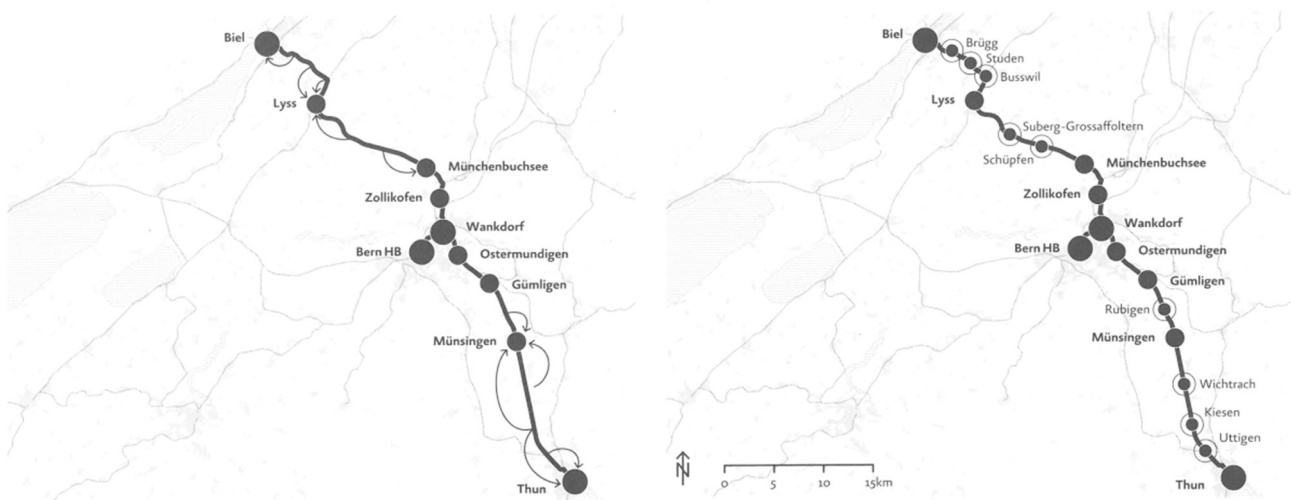 Biel
Lyss
Münchenbuchsee
Zollikofen
Wankdorf
Bern HB
Ostermundigen
Gümligen
Münsingen
Thun
Biel
Brügg
Studen
Busswil
Lyss
Suberg-Grossaffoltern
Schüpfen
Münchenbuchsee
Zollikofen
Wankdorf
Bern HB
Ostermundigen
Gümligen
Rubigen
Münsingen
Wichtrach
Kiesen
Uttigen
Thun
N
0 5 10 15km